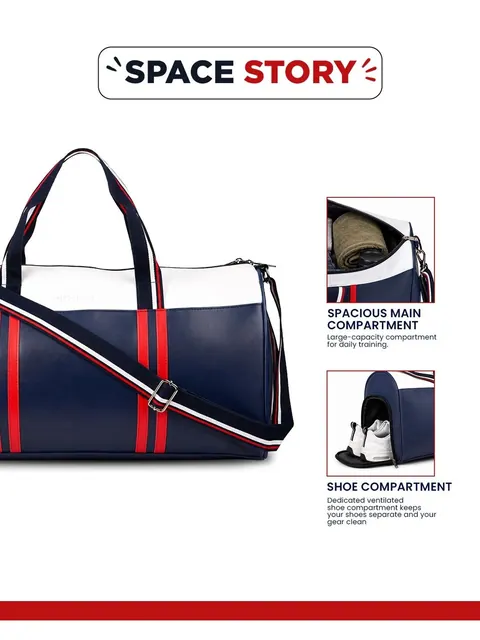 SPACE STORY
SPACIOUS MAIN
COMPARTMENT
Large-capacity compartment
for daily training.
SHOE COMPARTMENT
Dedicated ventilated
shoe compartment keeps
your shoes separate and your
gear clean